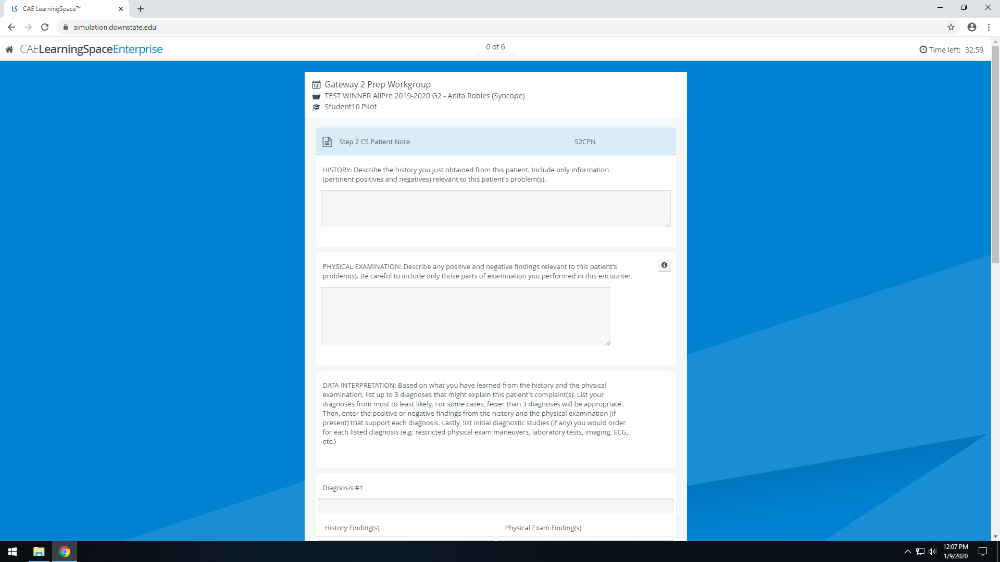 LS CAE LearningSpace™
simulation.downstate.edu
CAELearningSpaceEnterprise
0 of 6
Time left: 32:59
12 Gateway 2 Prep Workgroup
TEST WINNER AllPre 2019-2020 G2 - Anita Robles (Syncope)
Student10 Pilot
Step 2 CS Patient Note S2CPN
HISTORY: Describe the history you just obtained from this patient. Include only information
(pertinent positives and negatives) relevant to this patient's problem(s).
PHYSICAL EXAMINATION: Describe any positive and negative findings relevant to this patient's
problem(s). Be careful to include only those parts of examination you performed in this encounter.
DATA INTERPRETATION: Based on what you have learned from the history and the physical
examination, list up to 3 diagnoses that might explain this patient's complaint(s). List your
diagnoses from most to least likely. For some cases, fewer than 3 diagnoses will be appropriate.
Then, enter the positive or negative findings from the history and the physical examination (if
present) that support each diagnosis. Lastly, list initial diagnostic studies (if any) you would order
for each listed diagnosis (e.g. restricted physical exam maneuvers, laboratory tests, imaging, ECG,
etc.)
Diagnosis #1
History Finding(s) Physical Exam Finding(s)
12:07 PM
1/9/2020